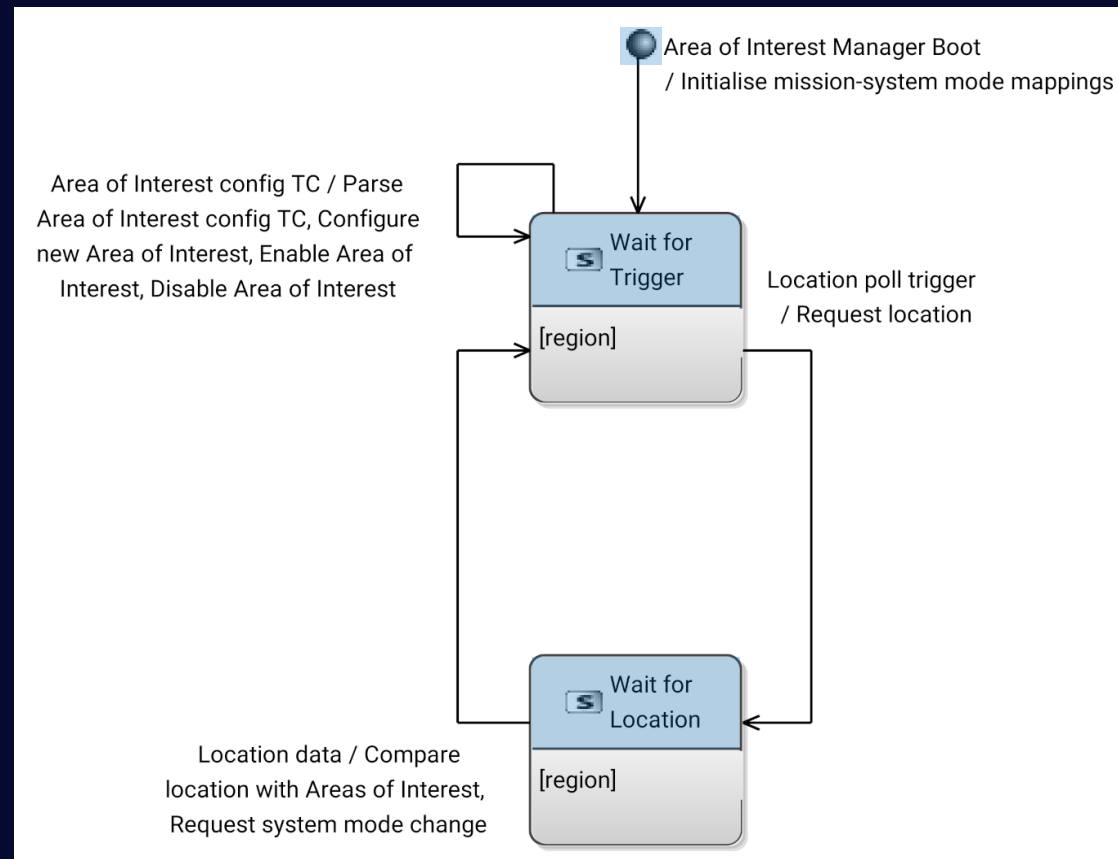 Area of Interest Manager Boot
/ Initialise mission-system mode mappings
Area of Interest config TC / Parse
Area of Interest config TC, Configure
new Area of Interest, Enable Area of
Interest, Disable Area of Interest
S
Wait for
Trigger
[region]
Location poll trigger
/ Request location
S
Wait for
Location
[region]
Location data / Compare
location with Areas of Interest,
Request system mode change